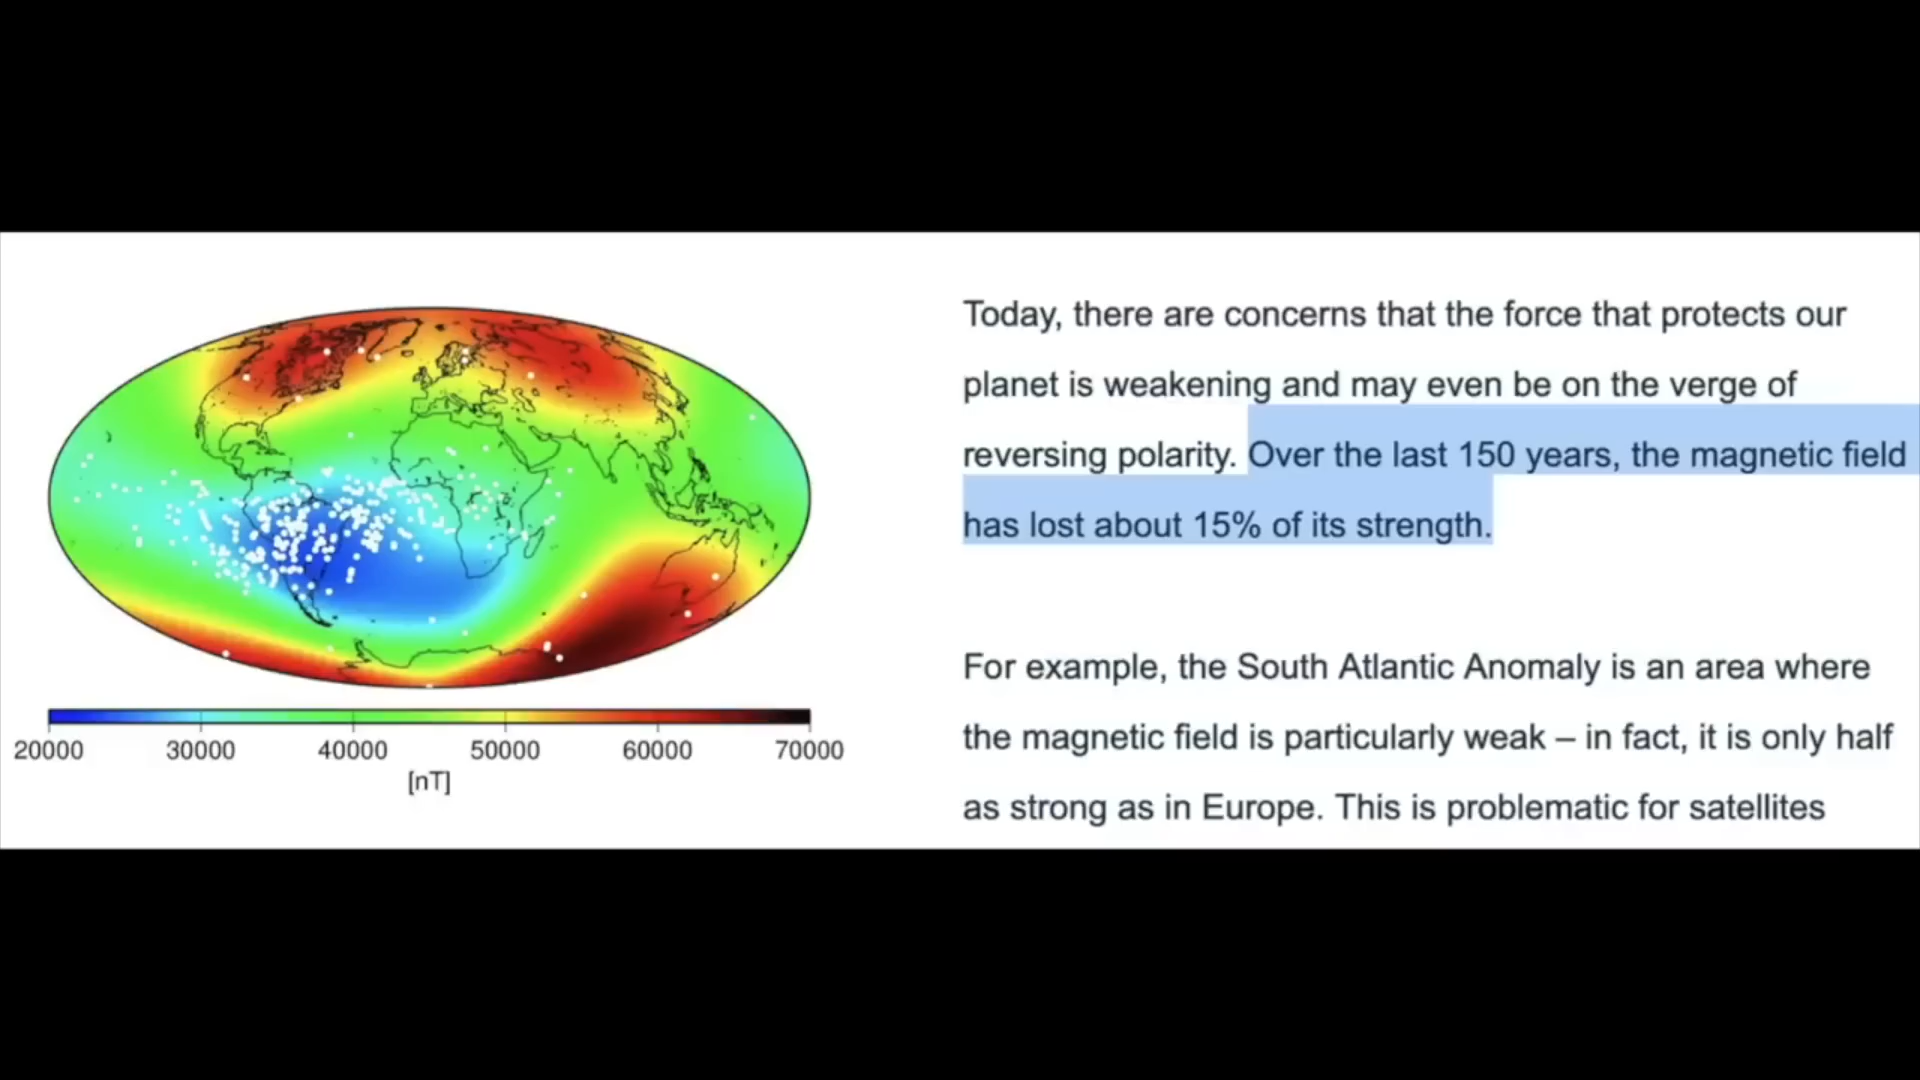 Today, there are concerns that the force that protects our
planet is weakening and may even be on the verge of
reversing polarity. Over the last 150 years, the magnetic field
has lost about 15% of its strength.
For example, the South Atlantic Anomaly is an area where
the magnetic field is particularly weak – in fact, it is only half
as strong as in Europe. This is problematic for satellites
20000 30000 40000 50000 60000 70000
[nT]